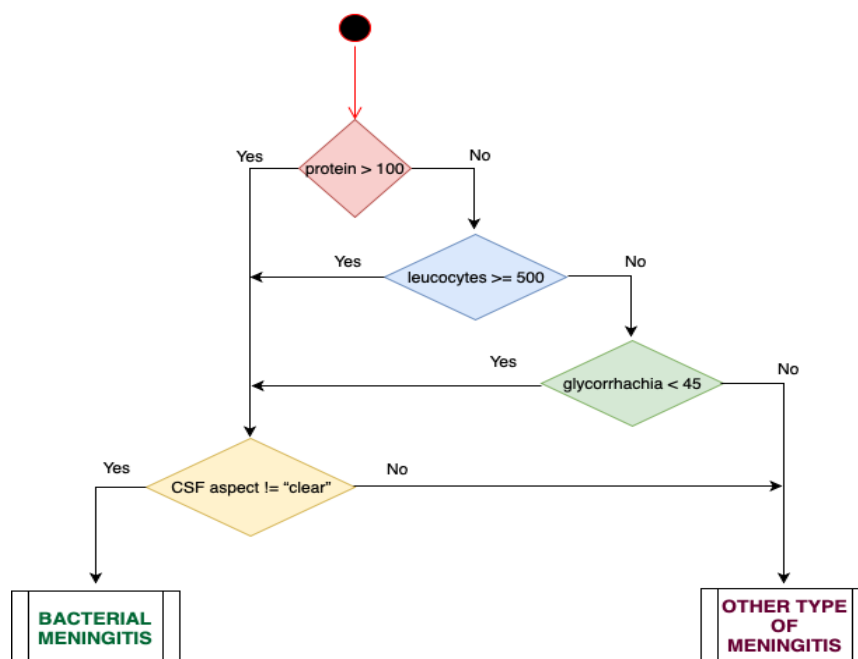 Yes
No
protein > 100
Yes
No
leucocytes >= 500
Yes
No
glycorrhachia < 45
Yes
No
CSF aspect != “clear”
BACTERIAL
MENINGITIS
OTHER TYPE
OF
MENINGITIS